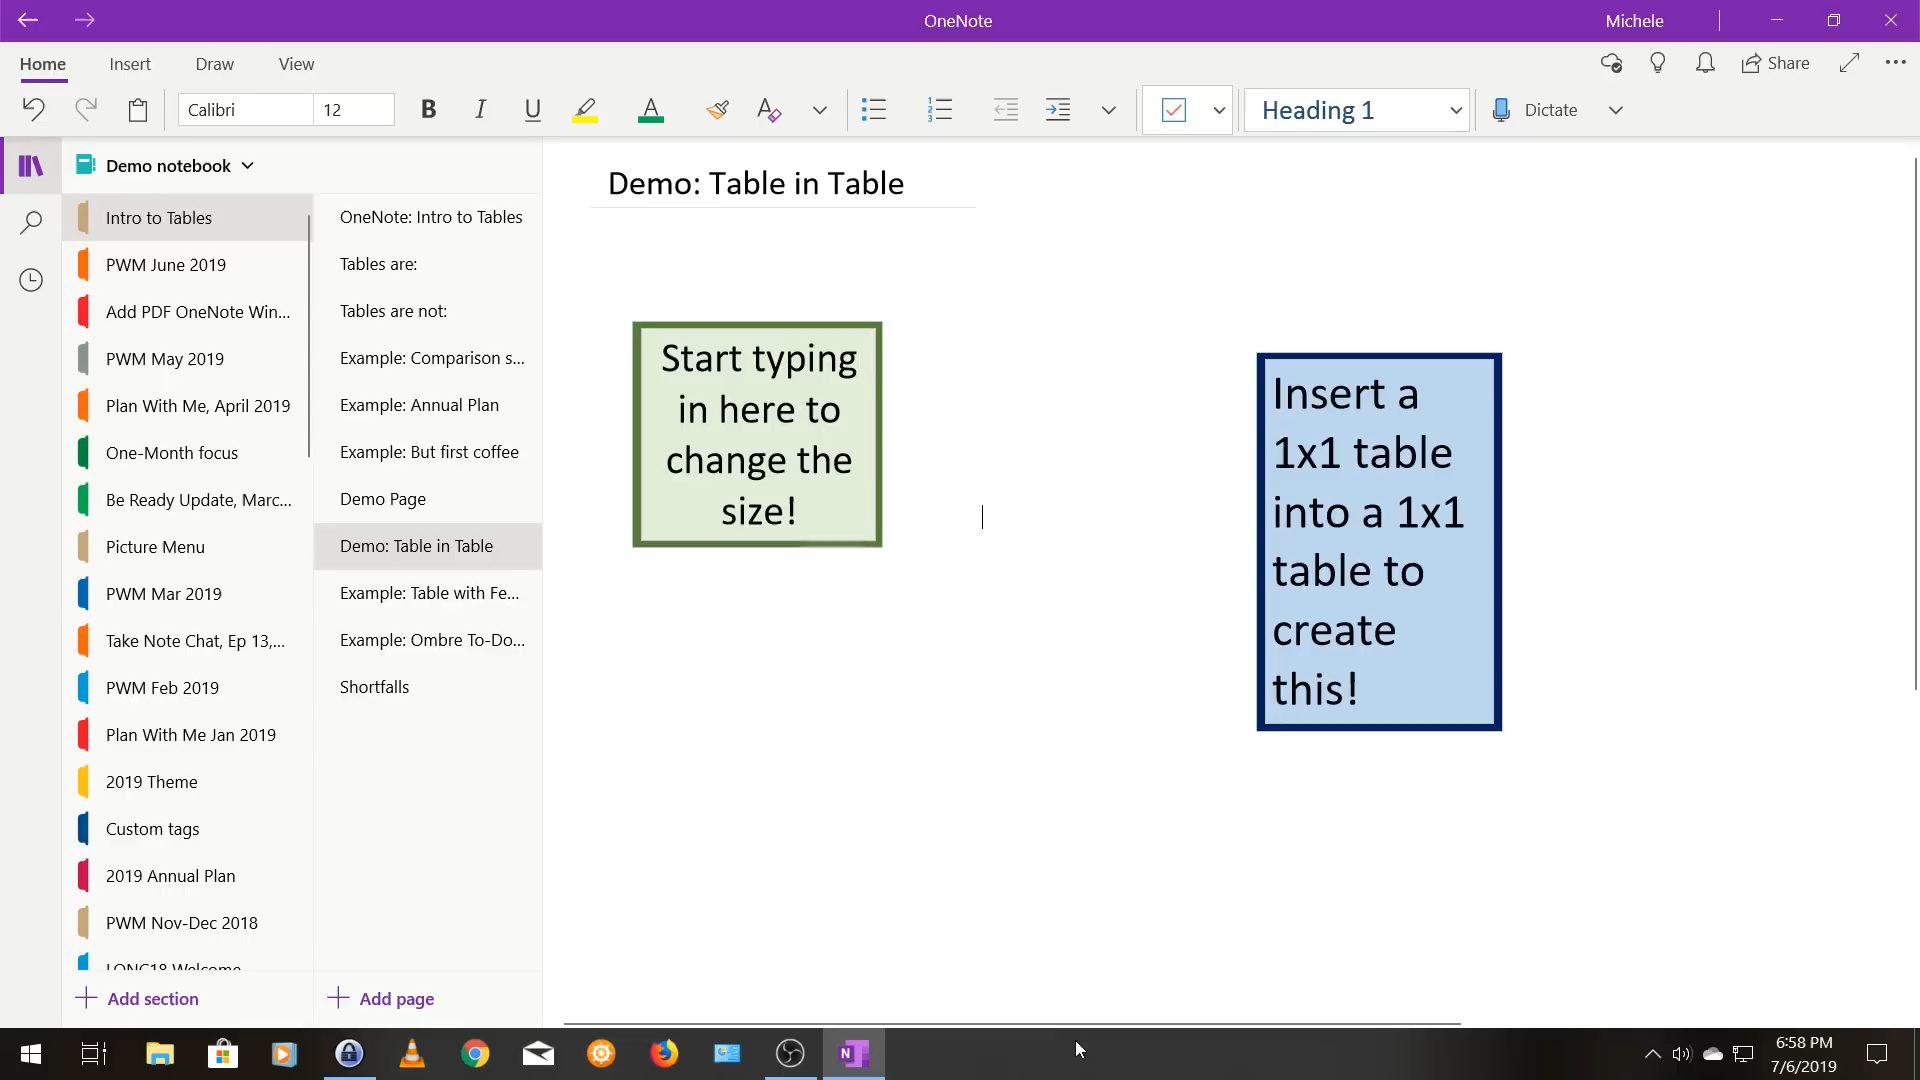 OneNote
Michele
Home
Insert
Draw
View
Share
Calibri
12
B
I
U
A
Heading 1
Dictate
Demo notebook
Intro to Tables
PWM June 2019
Add PDF OneNote Win...
PWM May 2019
Plan With Me, April 2019
One-Month focus
Be Ready Update, Marc...
Picture Menu
PWM Mar 2019
Take Note Chat, Ep 13,...
PWM Feb 2019
Plan With Me Jan 2019
2019 Theme
Custom tags
2019 Annual Plan
PWM Nov-Dec 2018
LONG18 Welcome
Add section
OneNote: Intro to Tables
Tables are:
Tables are not:
Example: Comparison s...
Example: Annual Plan
Example: But first coffee
Demo Page
Demo: Table in Table
Example: Table with Fe...
Example: Ombre To-Do...
Shortfalls
Add page
Demo: Table in Table
Start typing
in here to
change the
size!
Insert a
1x1 table
into a 1x1
table to
create
this!
6:58 PM
7/6/2019